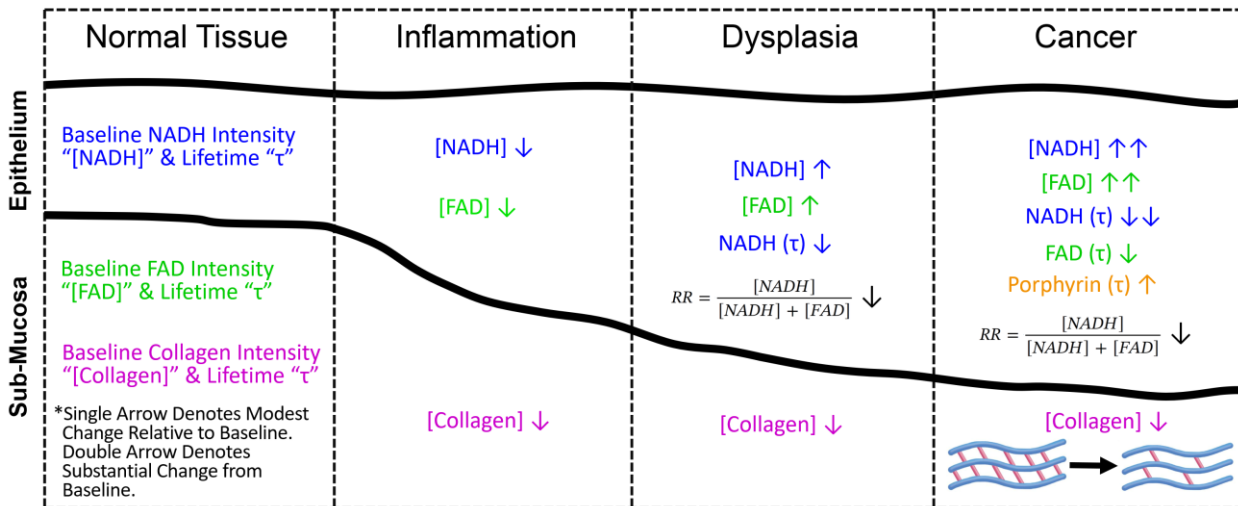 Normal Tissue
Inflammation
Dysplasia
Cancer
Epithelium
Sub-Mucosa
Baseline NADH Intensity
“[NADH]” & Lifetime “τ”
Baseline FAD Intensity
“[FAD]” & Lifetime “τ”
Baseline Collagen Intensity
“[Collagen]” & Lifetime “τ”
*Single Arrow Denotes Modest
Change Relative to Baseline.
Double Arrow Denotes
Substantial Change from
Baseline.
[NADH] ↓
[FAD] ↓
[Collagen] ↓
[NADH] ↑
[FAD] ↑
NADH (τ) ↓
RR = [NADH] / [NADH] + [FAD] ↓
[Collagen] ↓
[NADH] ↑↑
[FAD] ↑↑
NADH (τ) ↓↓
FAD (τ) ↓
Porphyrin (τ) ↑
RR = [NADH] / [NADH] + [FAD] ↓
[Collagen] ↓